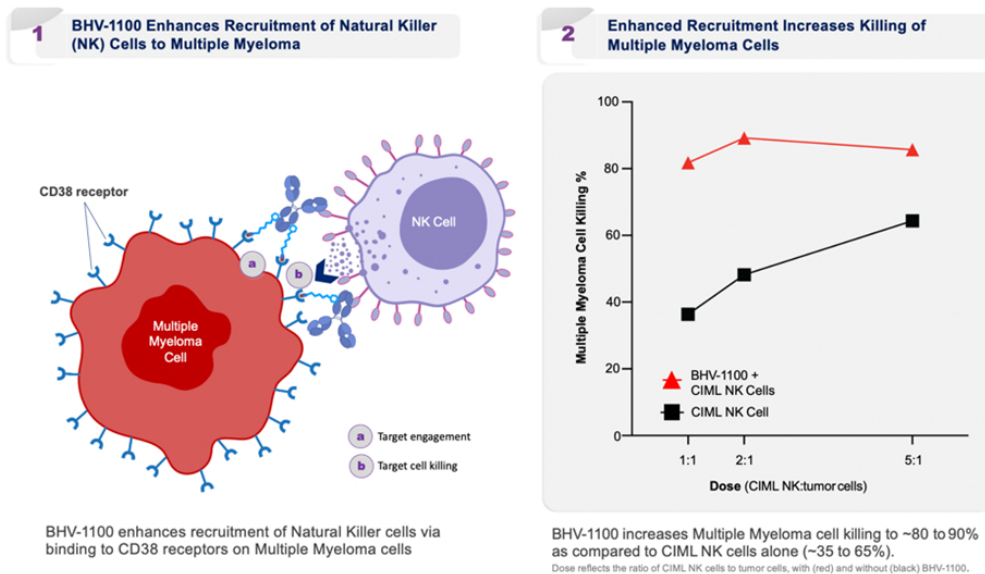 1
BHV-1100 Enhances Recruitment of Natural Killer
(NK) Cells to Multiple Myeloma
CD38 receptor
NK Cell
a
b
Multiple
Myeloma
Cell
a Target engagement
b Target cell killing
BHV-1100 enhances recruitment of Natural Killer cells via
binding to CD38 receptors on Multiple Myeloma cells
2
Enhanced Recruitment Increases Killing of
Multiple Myeloma Cells
Multiple Myeloma Cell Killing %
100
80
60
40
20
0
BHV-1100 +
CIML NK Cells
CIML NK Cell
1:1 2:1 5:1
Dose (CIML NK:tumor cells)
BHV-1100 increases Multiple Myeloma cell killing to ~80 to 90%
as compared to CIML NK cells alone (~35 to 65%).
Dose reflects the ratio of CIML NK cells to tumor cells, with (red) and without (black) BHV-1100.